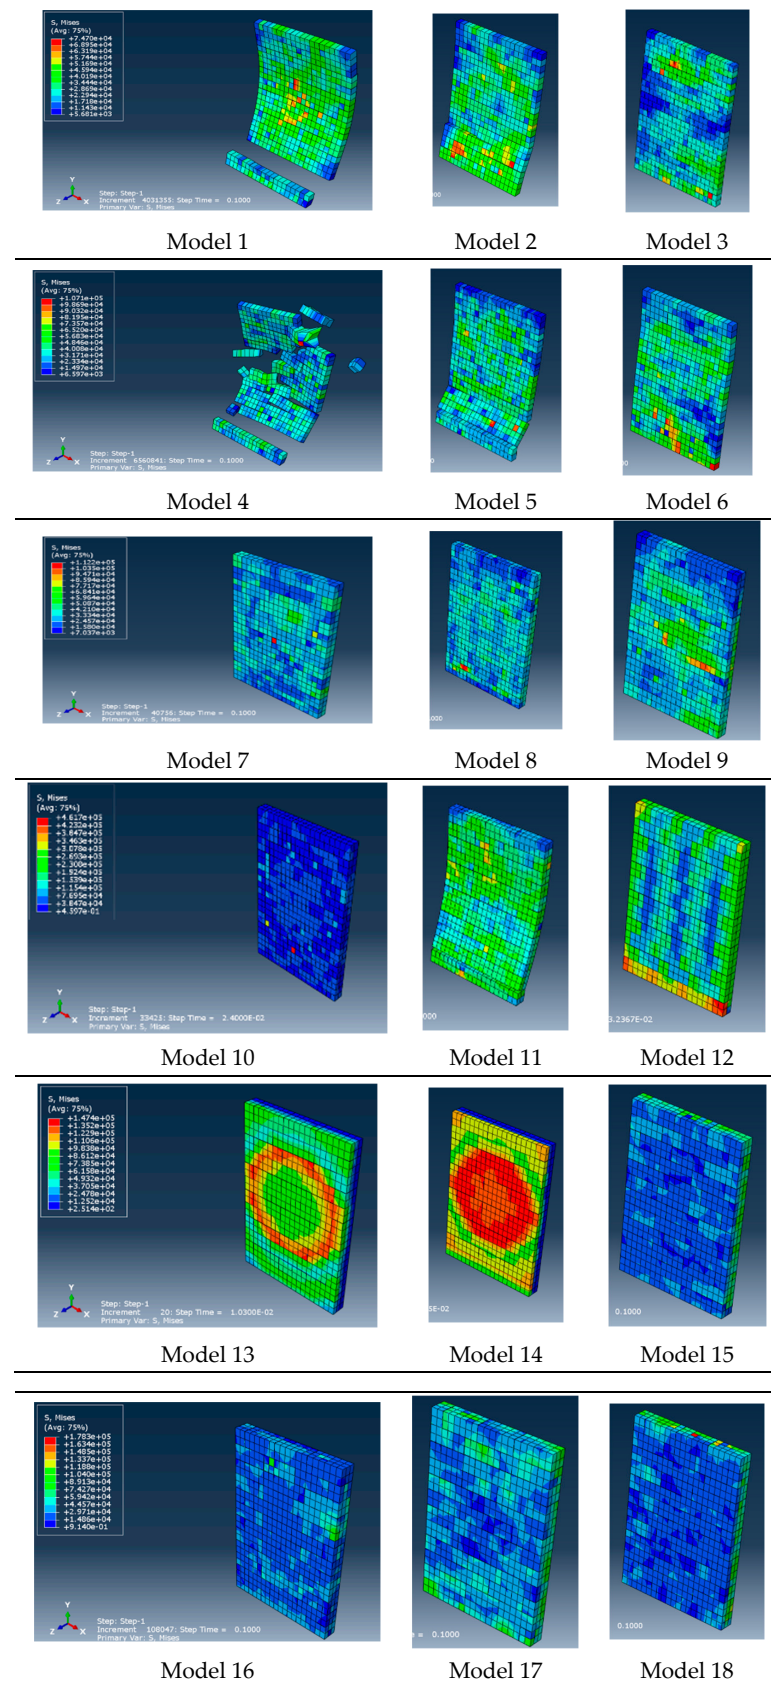 S, Mises
(Avg: 75%)
+7.470e+04
+6.895e+04
+6.319e+04
+5.744e+04
+5.169e+04
+4.594e+04
+4.019e+04
+3.444e+04
+2.869e+04
+2.294e+04
+1.718e+04
+1.143e+04
+5.681e+03
Y
Z X
Step: Step-1
Increment 4031355: Step Time = 0.1000
Primary Var: S, Mises
Model 1 Model 2 Model 3
S, Mises
(Avg: 75%)
+1.071e+05
+9.869e+04
+9.032e+04
+8.195e+04
+7.357e+04
+6.520e+04
+5.683e+04
+4.846e+04
+4.008e+04
+3.171e+04
+2.334e+04
+1.497e+04
+6.597e+03
Y
Z X
Step: Step-1
Increment 6560841: Step Time = 0.1000
Primary Var: S, Mises
Model 4 Model 5 Model 6
S, Mises
(Avg: 75%)
+1.122e+05
+1.035e+05
+9.471e+04
+8.594e+04
+7.717e+04
+6.841e+04
+5.964e+04
+5.087e+04
+4.210e+04
+3.334e+04
+2.457e+04
+1.580e+04
+7.037e+03
Y
Z X
Step: Step-1
Increment 40736: Step Time = 0.1000
Primary Var: S, Mises
000
Model 7 Model 8 Model 9
S, Mises
(Avg: 75%)
+4.617e+05
+4.232e+05
+3.847e+05
+3.463e+05
+3.078e+05
+2.693e+05
+2.308e+05
+1.924e+05
+1.539e+05
+1.154e+05
+7.695e+04
+3.847e+04
+4.597e-01
Y
Z X
Step: Step-1
Increment 33425: Step Time = 2.4000E-02
Primary Var: S, Mises
000
3.2367E-02
Model 10 Model 11 Model 12
S, Mises
(Avg: 75%)
+1.474e+05
+1.352e+05
+1.229e+05
+1.106e+05
+9.838e+04
+8.612e+04
+7.385e+04
+6.158e+04
+4.932e+04
+3.705e+04
+2.478e+04
+1.252e+04
+2.514e+02
Y
Z X
Step: Step-1
Increment 20: Step Time = 1.0300E-02
Primary Var: S, Mises
5E-02
0.1000
Model 13 Model 14 Model 15
S, Mises
(Avg: 75%)
+1.783e+05
+1.634e+05
+1.485e+05
+1.337e+05
+1.188e+05
+1.040e+05
+8.913e+04
+7.427e+04
+5.942e+04
+4.457e+04
+2.971e+04
+1.486e+04
+9.140e-01
Y
Z X
Step: Step-1
Increment 108047: Step Time = 0.1000
Primary Var: S, Mises
e = 0.1000
0.1000
Model 16 Model 17 Model 18